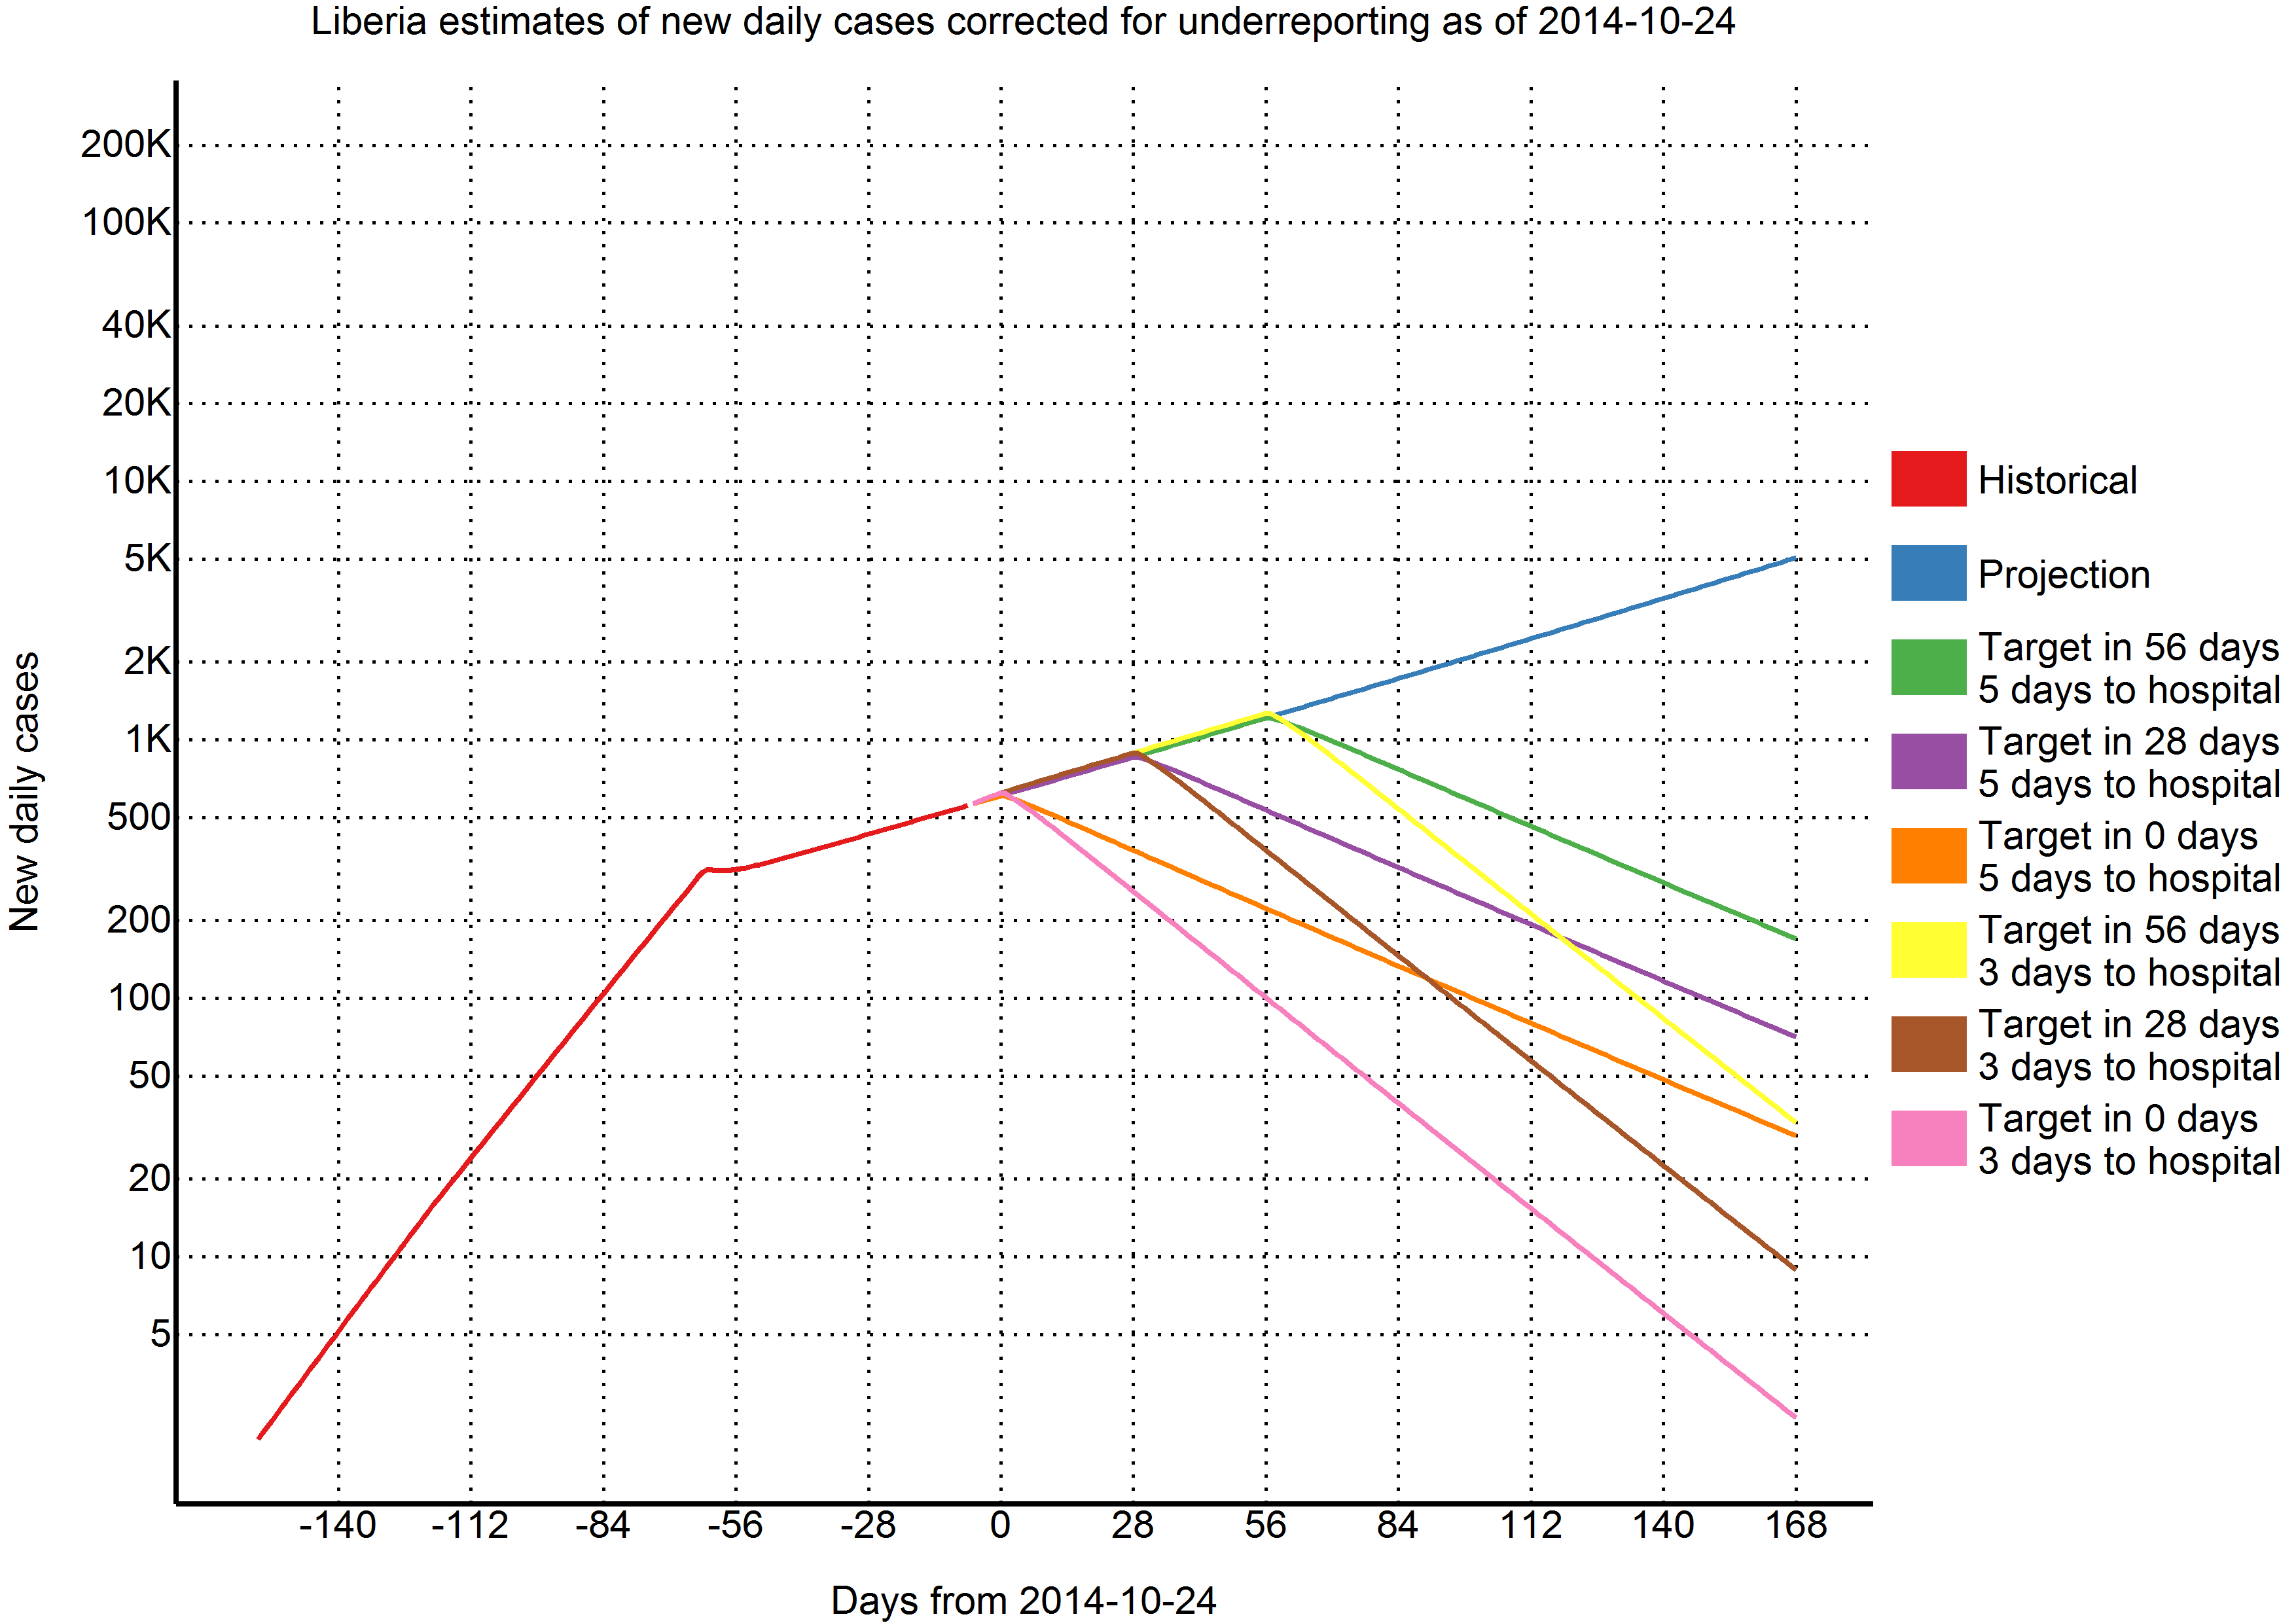 Liberia estimates of new daily cases corrected for underreporting as of 2014-10-24
200K
100K
40K
20K
10K
5K
2K
1K
500
200
100
50
20
10
5
New daily cases
-140 -112 -84 -56 -28 0 28 56 84 112 140 168
Days from 2014-10-24
Historical
Projection
Target in 56 days
5 days to hospital
Target in 28 days
5 days to hospital
Target in 0 days
5 days to hospital
Target in 56 days
3 days to hospital
Target in 28 days
3 days to hospital
Target in 0 days
3 days to hospital